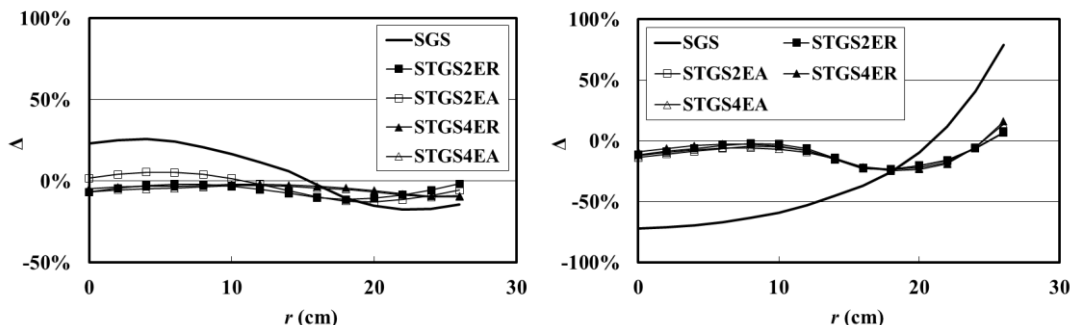 100%
50%
0%
-50%
Δ
0
10
20
30
r (cm)
SGS
STGS2ER
STGS2EA
STGS4ER
STGS4EA
100%
50%
0%
-50%
-100%
Δ
0
10
20
30
r (cm)
SGS
STGS2ER
STGS2EA
STGS4ER
STGS4EA